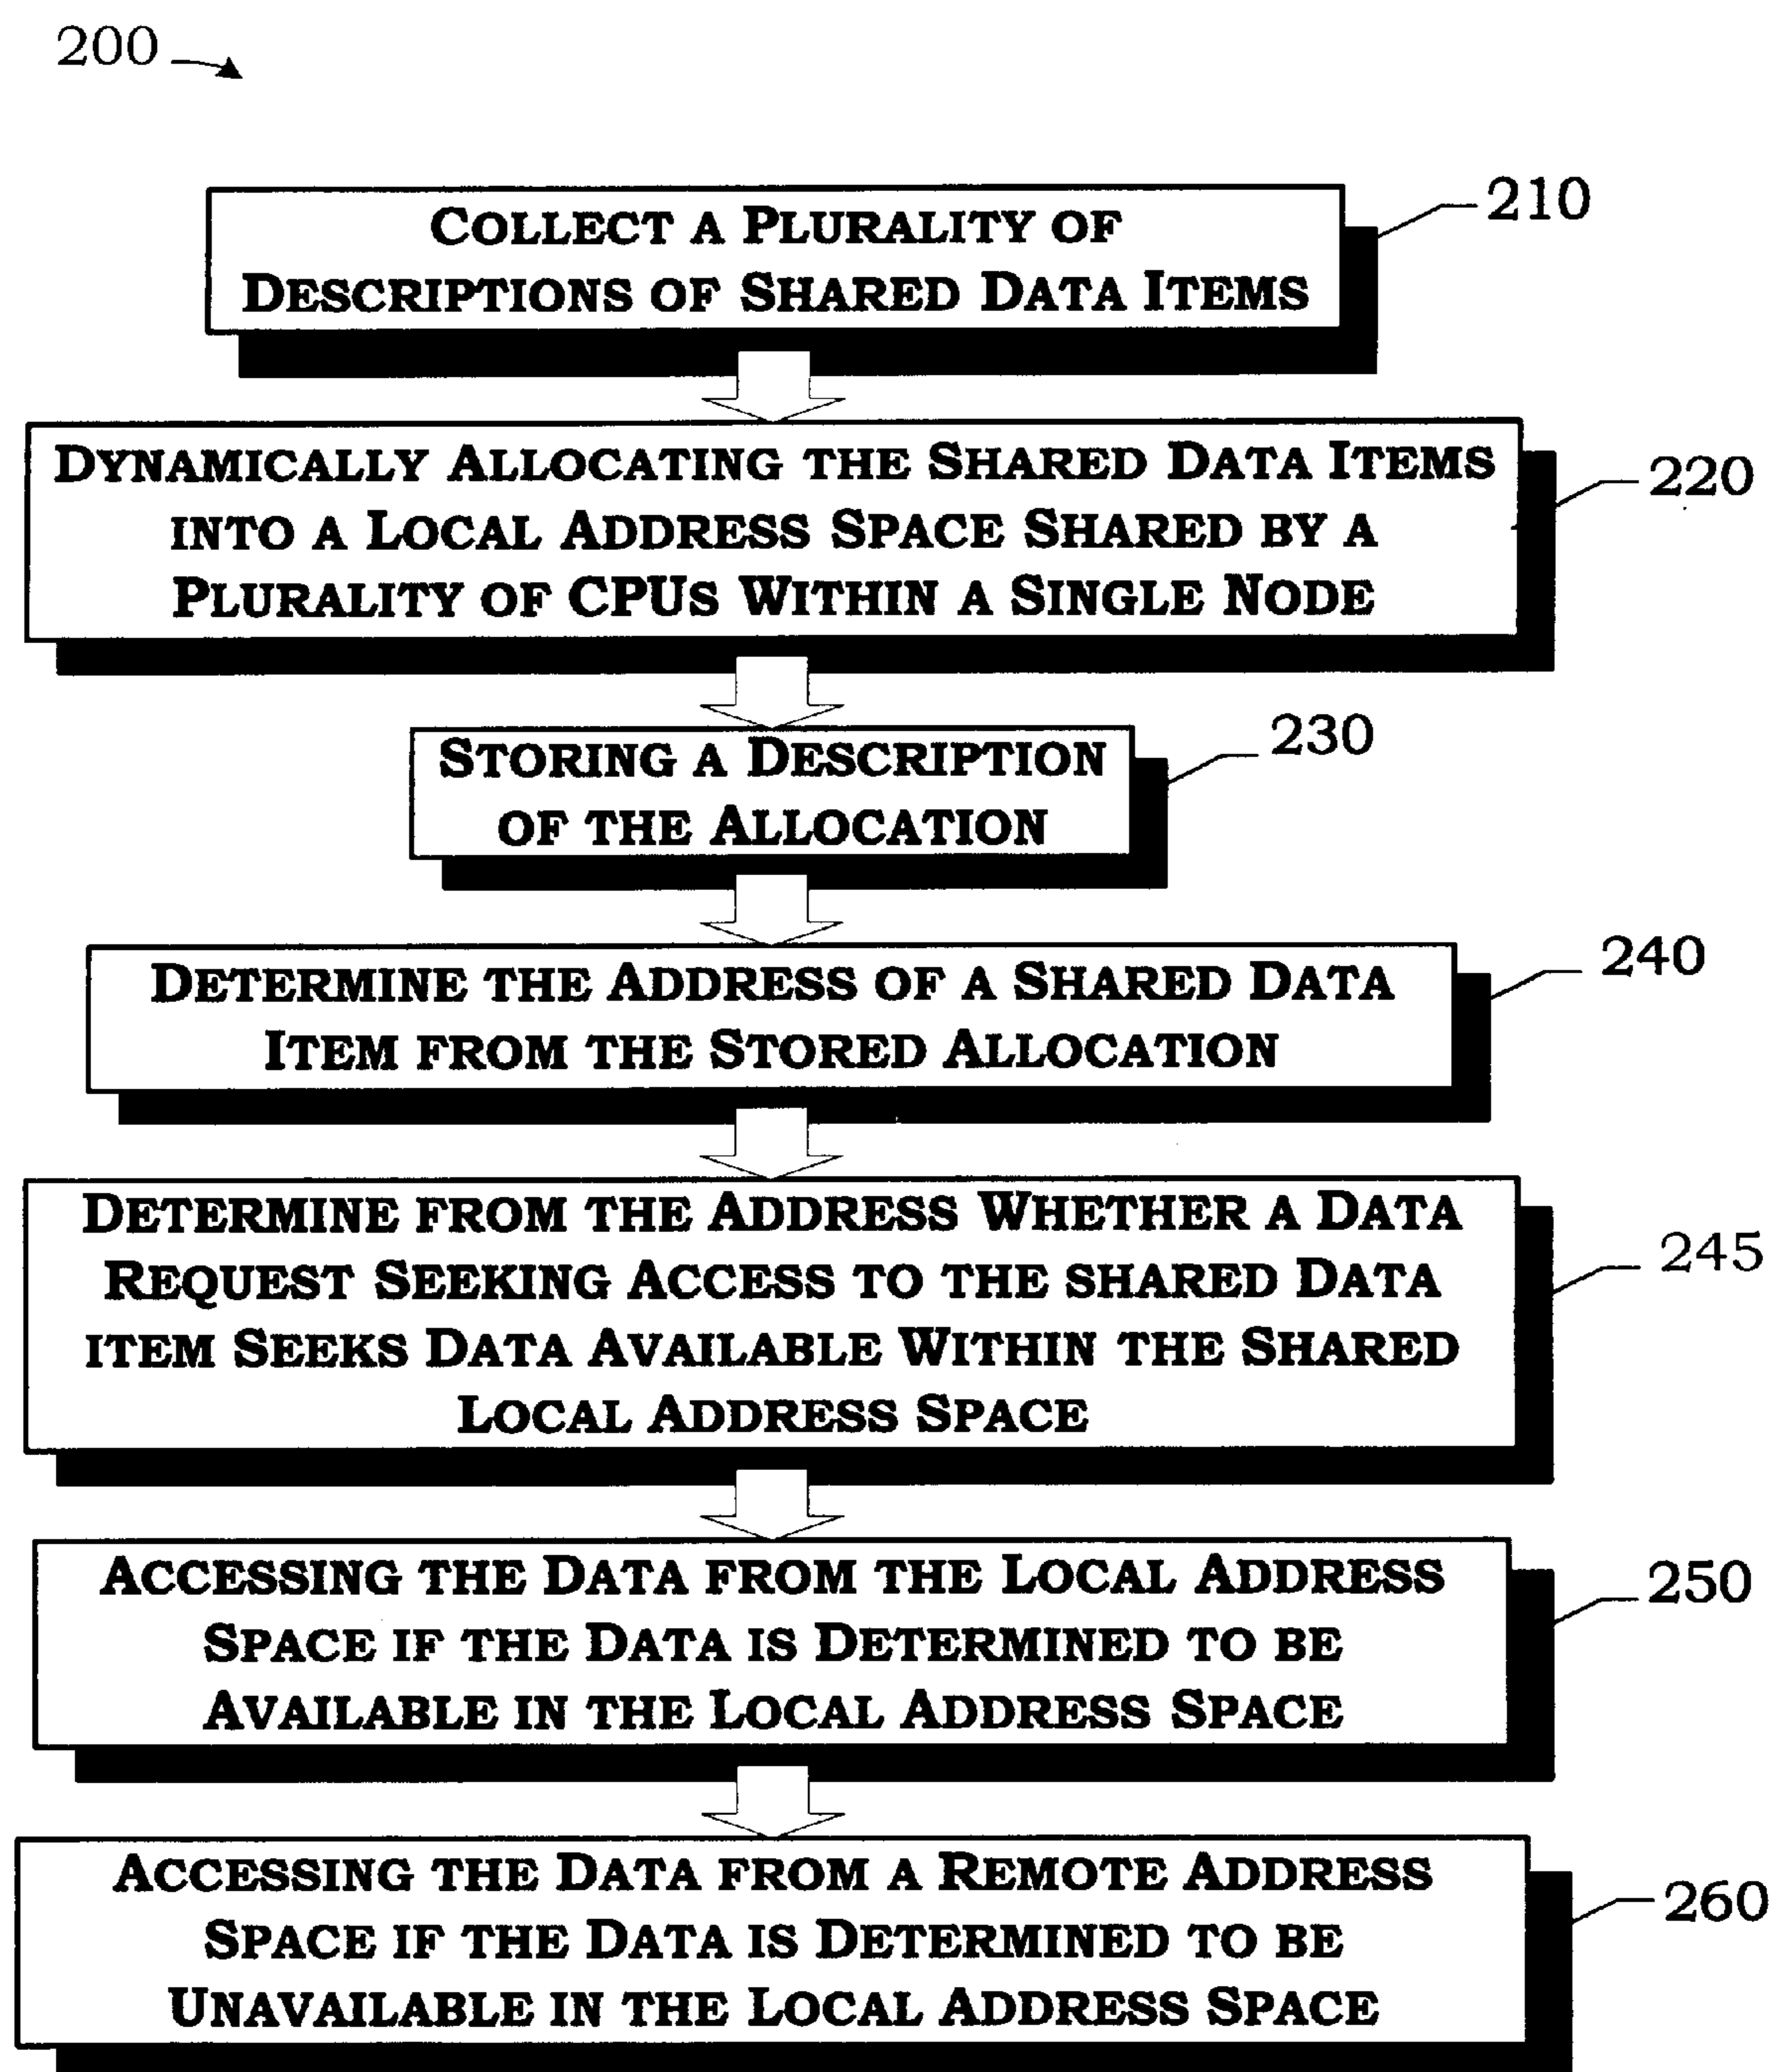 200
COLLECT A PLURALITY OF
DESCRIPTIONS OF SHARED DATA ITEMS
210
DYNAMICALLY ALLOCATING THE SHARED DATA ITEMS
INTO A LOCAL ADDRESS SPACE SHARED BY A
PLURALITY OF CPUS WITHIN A SINGLE NODE
220
STORING A DESCRIPTION
OF THE ALLOCATION
230
DETERMINE THE ADDRESS OF A SHARED DATA
ITEM FROM THE STORED ALLOCATION
240
DETERMINE FROM THE ADDRESS WHETHER A DATA
REQUEST SEEKING ACCESS TO THE SHARED DATA
ITEM SEEKS DATA AVAILABLE WITHIN THE SHARED
LOCAL ADDRESS SPACE
245
ACCESSING THE DATA FROM THE LOCAL ADDRESS
SPACE IF THE DATA IS DETERMINED TO BE
AVAILABLE IN THE LOCAL ADDRESS SPACE
250
ACCESSING THE DATA FROM A REMOTE ADDRESS
SPACE IF THE DATA IS DETERMINED TO BE
UNAVAILABLE IN THE LOCAL ADDRESS SPACE
260